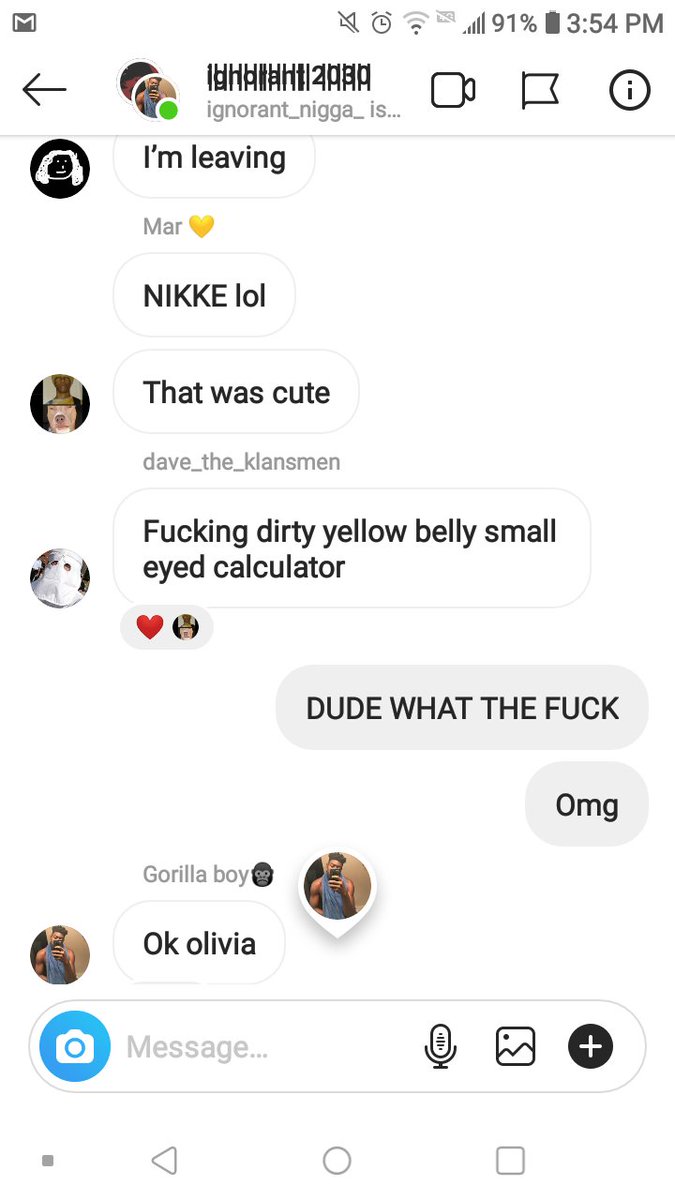 91% 3:54 PM
2030
ignorant_nigga_ is...
I'm leaving
Mar 💛
NIKKE lol
That was cute
dave_the_klansmen
Fucking dirty yellow belly small
eyed calculator
DUDE WHAT THE FUCK
Omg
Gorilla boy🦍
Ok olivia
Message...